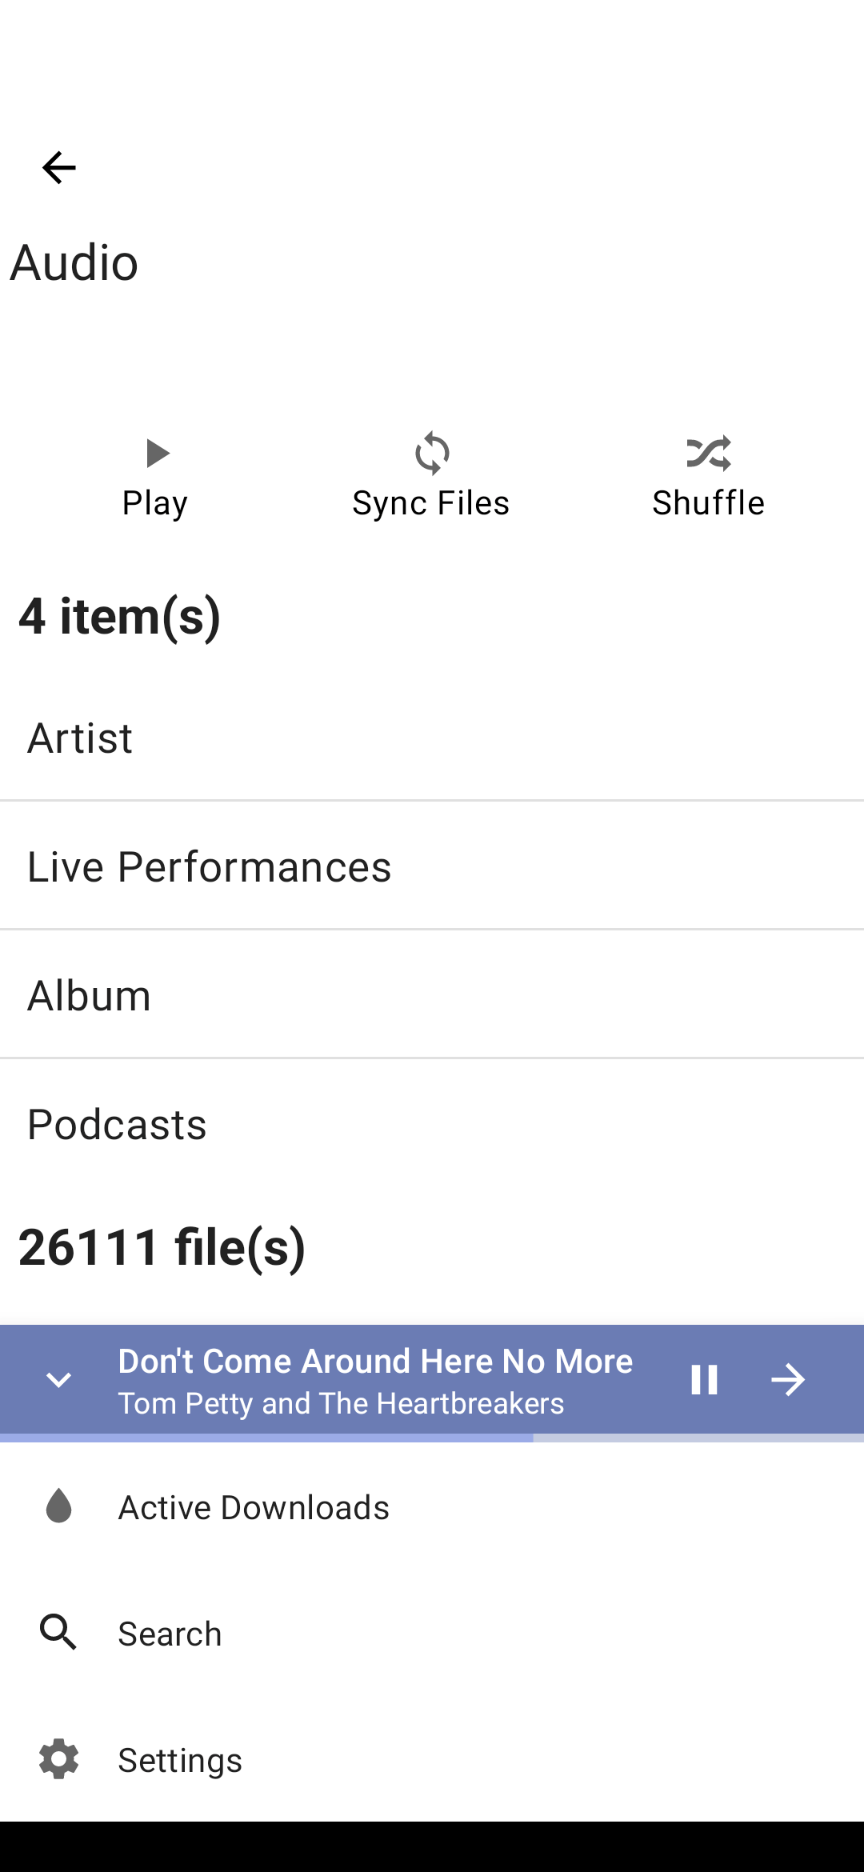 Audio
Play
Sync Files
Shuffle
4 item(s)
Artist
Live Performances
Album
Podcasts
26111 file(s)
Don't Come Around Here No More
Tom Petty and The Heartbreakers
Active Downloads
Search
Settings